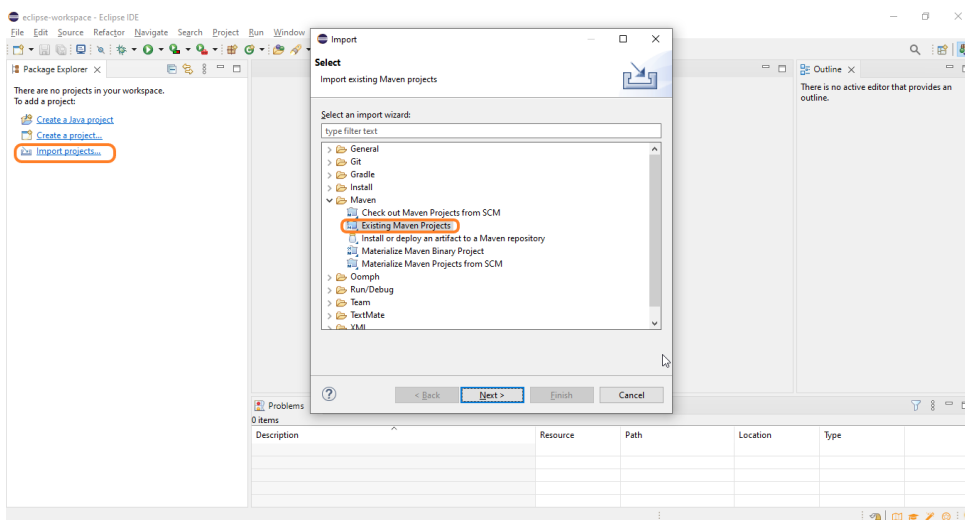 eclipse-workspace - Eclipse IDE
File Edit Source Refactor Navigate Search Project Run Window
Package Explorer
There are no projects in your workspace.
To add a project:
Create a Java project
Create a project...
Import projects...
Import
Select
Import existing Maven projects
Select an import wizard:
type filter text
General
Git
Gradle
Install
Maven
Check out Maven Projects from SCM
Existing Maven Projects
Install or deploy an artifact to a Maven repository
Materialize Maven Binary Project
Materialize Maven Projects from SCM
Oomph
Run/Debug
Team
TextMate
XML
? < Back Next > Finish Cancel
Outline
There is no active editor that provides an
outline.
Problems
0 items
Description Resource Path Location Type